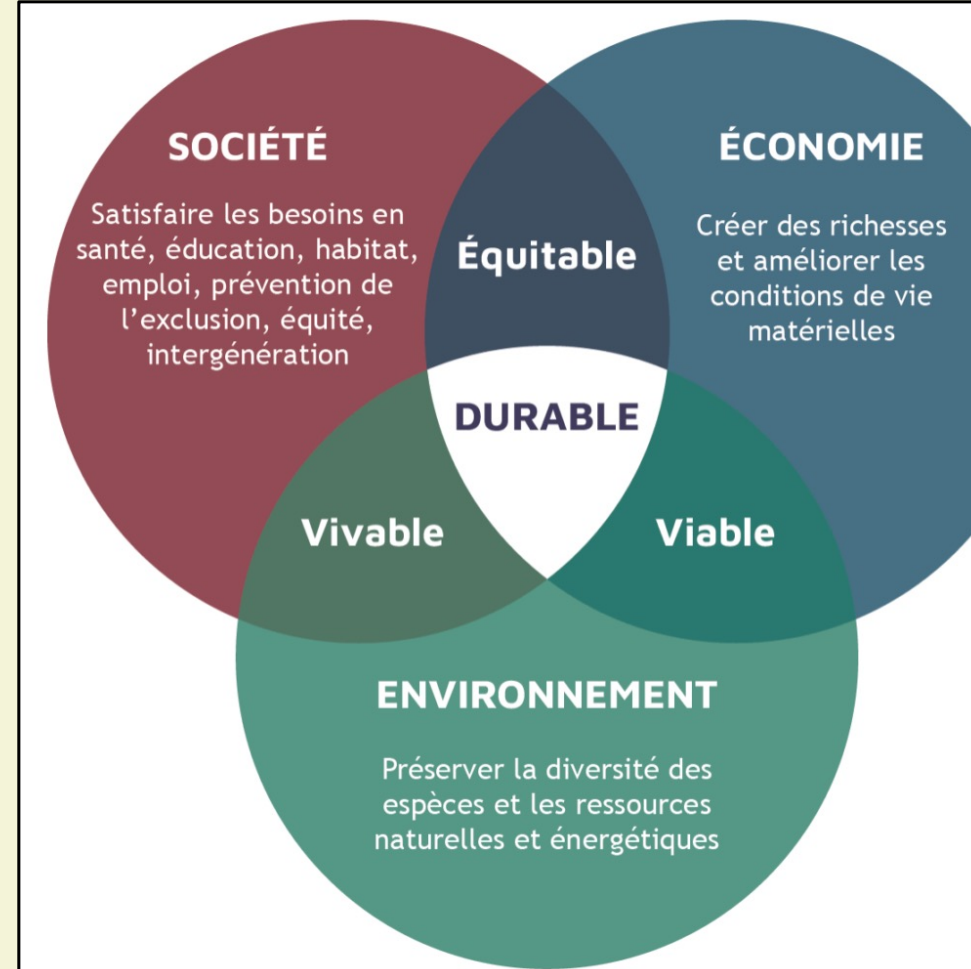 SOCIÉTÉ
Satisfaire les besoins en
santé, éducation, habitat,
emploi, prévention de
l’exclusion, équité,
intergénération
ÉCONOMIE
Créer des richesses
et améliorer les
conditions de vie
matérielles
Équitable
DURABLE
Vivable
Viable
ENVIRONNEMENT
Préserver la diversité des
espèces et les ressources
naturelles et énergétiques